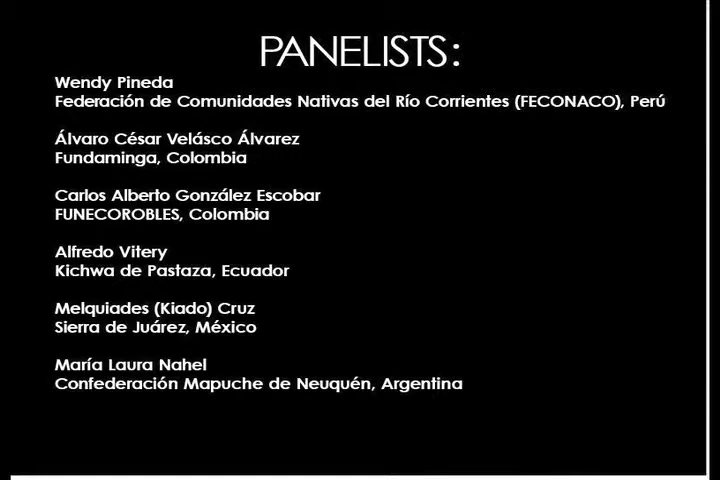 PANELISTS:
Wendy Pineda
Federación de Comunidades Nativas del Río Corrientes (FECONACO), Perú
Álvaro César Velásco Álvarez
Fundaminga, Colombia
Carlos Alberto González Escobar
FUNECOROBLES, Colombia
Alfredo Vitery
Kichwa de Pastaza, Ecuador
Melquiades (Kiado) Cruz
Sierra de Juárez, México
María Laura Nahel
Confederación Mapuche de Neuquén, Argentina